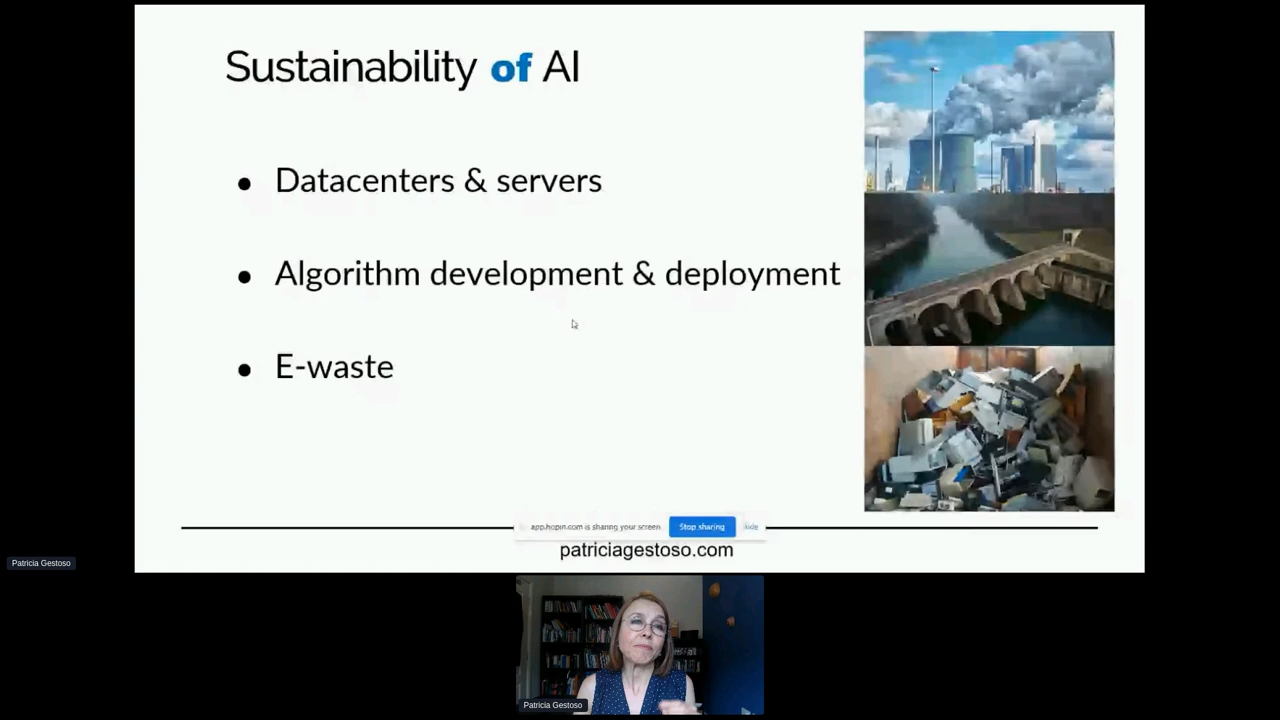 Sustainability of AI
● Datacenters & servers
● Algorithm development & deployment
● E-waste
app.hopin.com is sharing your screen. Stop sharing Hide
patriciagestoso.com
Patricia Gestoso
Patricia Gestoso